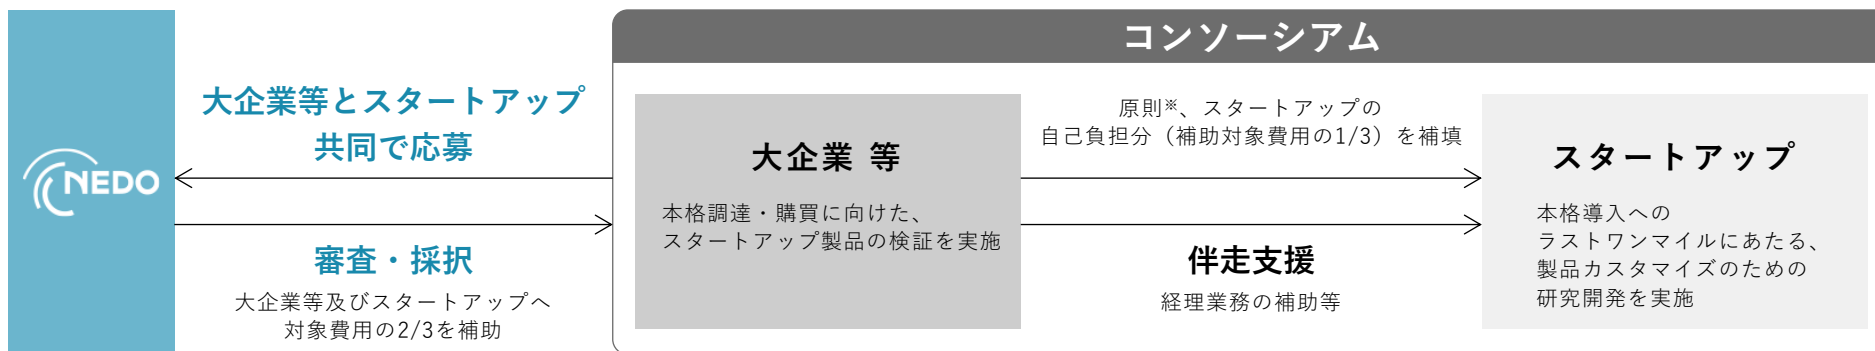 コンソーシアム
NEDO
大企業等とスタートアップ
共同で応募
審査・採択
大企業等及びスタートアップへ
対象費用の2/3を補助
大企業 等
本格調達・購買に向けた、
スタートアップ製品の検証を実施
原則※、スタートアップの
自己負担分（補助対象費用の1/3）を補填
伴走支援
経理業務の補助等
スタートアップ
本格導入への
ラストワンマイルにあたる、
製品カスタマイズのための
研究開発を実施